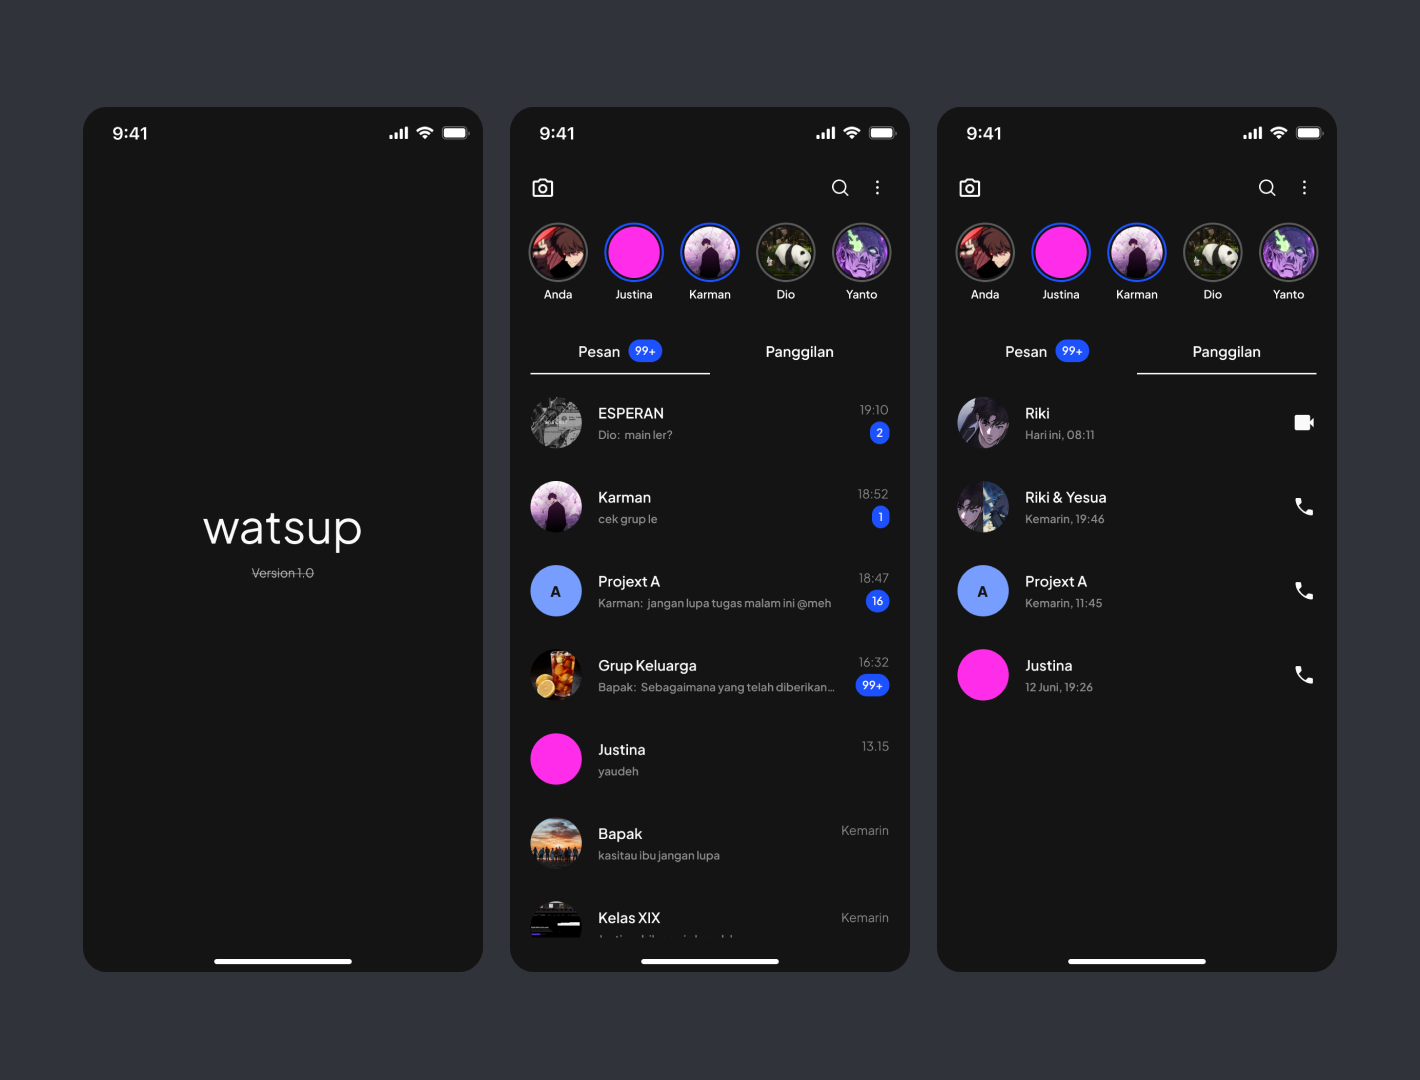 9:41
watsup
Version 1.0
9:41
Anda
Justina
Karman
Dio
Yanto
Pesan 99+
Panggilan
ESPERAN
19:10
Dio: main ler?
2
Karman
18:52
cek grup le
1
A
Projext A
18:47
Karman: jangan lupa tugas malam ini @meh
16
Grup Keluarga
16:32
Bapak: Sebagaimana yang telah diberikan...
99+
Justina
13.15
yaudeh
Bapak
Kemarin
kasitau ibu jangan lupa
Kelas XIX
Kemarin
9:41
Anda
Justina
Karman
Dio
Yanto
Pesan 99+
Panggilan
Riki
Hari ini, 08:11
Riki & Yesua
Kemarin, 19:46
A
Projext A
Kemarin, 11:45
Justina
12 Juni, 19:26